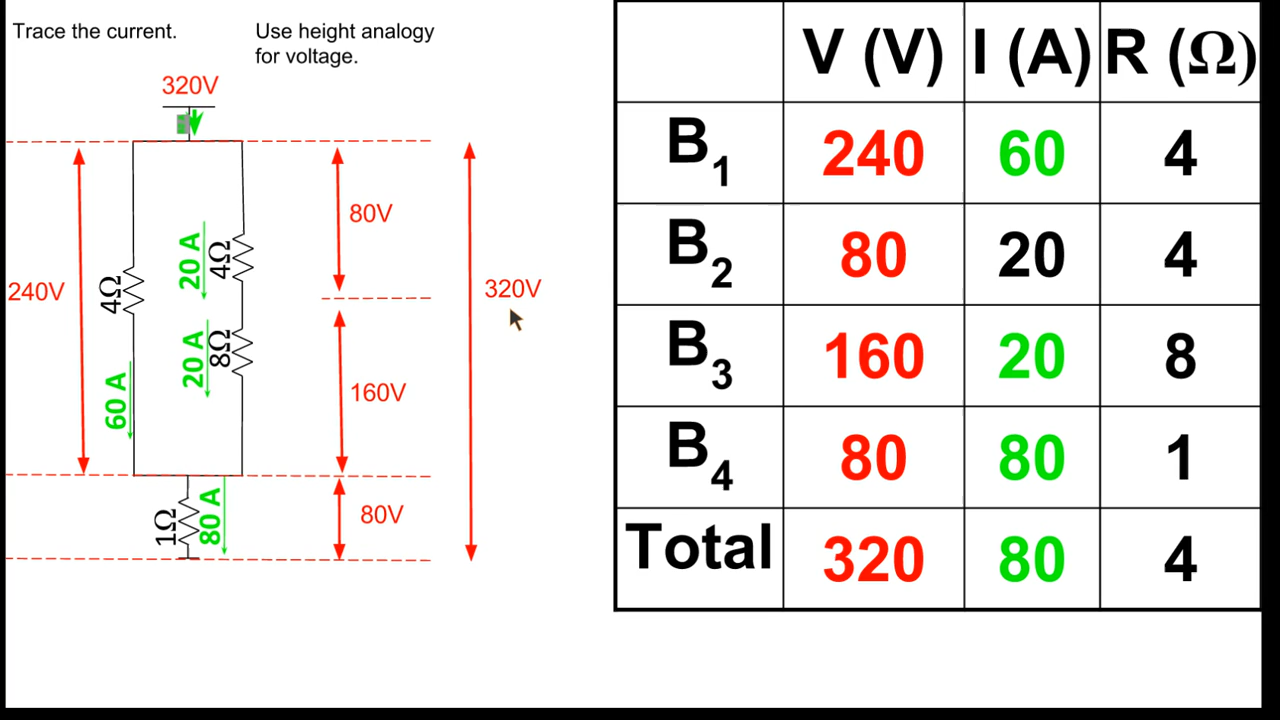 Trace the current.
Use height analogy
for voltage.
320V
240V
4Ω
60 A
20 A
4Ω
20 A
8Ω
80V
160V
320V
1Ω
80 A
80V
V (V) I (A) R (Ω)
B1 240 60 4
B2 80 20 4
B3 160 20 8
B4 80 80 1
Total 320 80 4